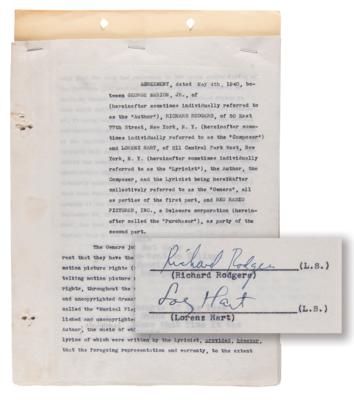 AGREEMENT, dated May 4th, 1940, be-
tween GEORGE MARION, JR., of
(hereinafter sometimes individually referred to
as the "Author"), RICHARD RODGERS, of 50 East
77th Street, New York, N. Y. (hereinafter some-
times individually referred to as the "Composer")
and LORENZ HART, of 211 Central Park West, New
York, N. Y. (hereinafter sometimes individually
referred to as the "Lyricist"), the Author, the
Composer, and the Lyricist being hereinafter
collectively referred to as the "Owners", all
as parties of the first part, and RKO RADIO
PICTURES, INC., a Delaware corporation (herein-
after called the "Purchaser"), as party of the
second part.
The Owners jo
rent that they have the
motion picture rights (
talking motion picture
rights, throughout the
and uncopyrighted drama
called the "Musical Pla
lished and uncopyrighte
Author, the music of wh
lyrics of which were written by the Lyricist, provided, however,
that the foregoing representation and warranty, to the extent
Richard Rodgers (L.S.)
(Richard Rodgers)
Lorenz Hart (L.S.)
(Lorenz Hart)